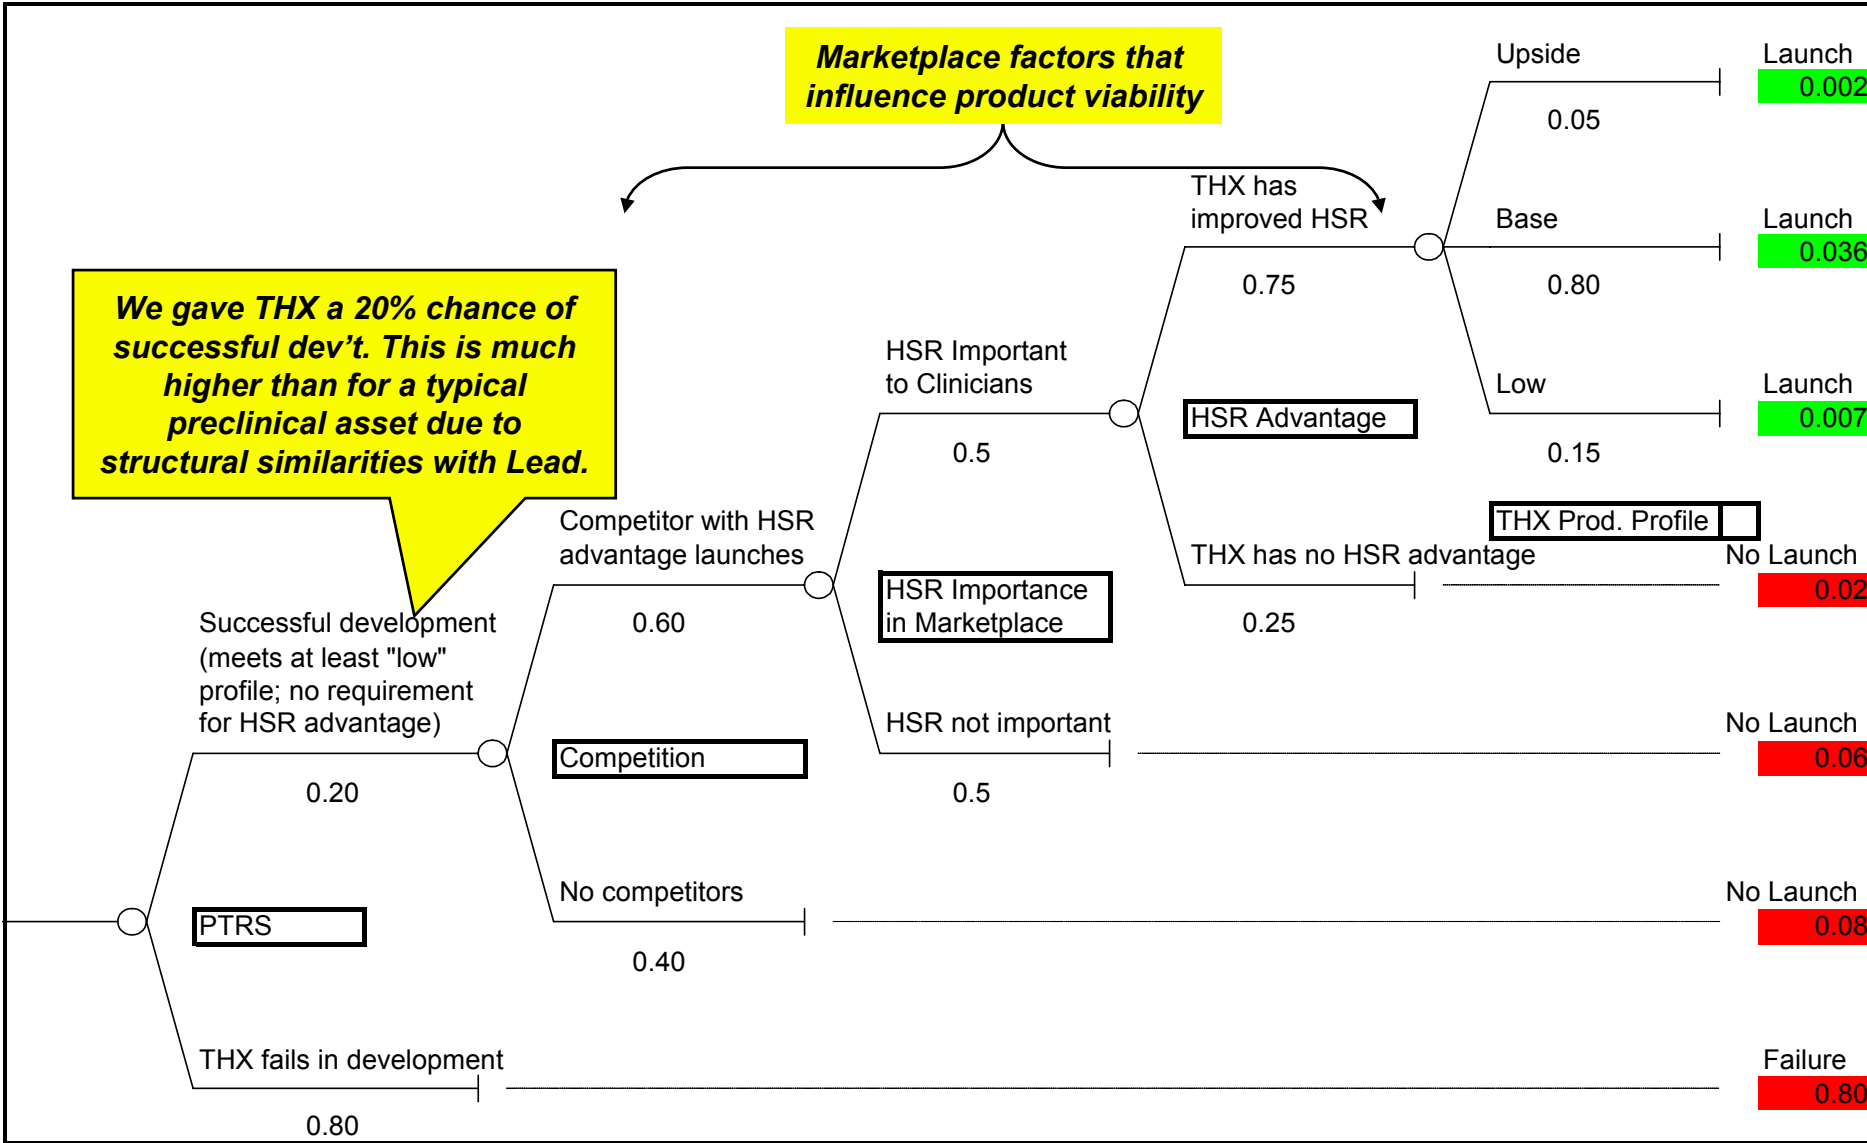 Marketplace factors that
influence product viability
Upside
Launch
0.002
0.05
THX has
improved HSR
Base
Launch
0.036
0.75
0.80
We gave THX a 20% chance of
successful dev't. This is much
higher than for a typical
preclinical asset due to
structural similarities with Lead.
HSR Important
to Clinicians
Low
Launch
0.007
HSR Advantage
0.5
0.15
Competitor with HSR
advantage launches
THX Prod. Profile
THX has no HSR advantage
No Launch
0.02
HSR Importance
in Marketplace
0.60
0.25
Successful development
(meets at least "low"
profile; no requirement
for HSR advantage)
HSR not important
No Launch
0.06
Competition
0.20
0.5
No competitors
No Launch
0.08
PTRS
0.40
THX fails in development
Failure
0.80
0.80